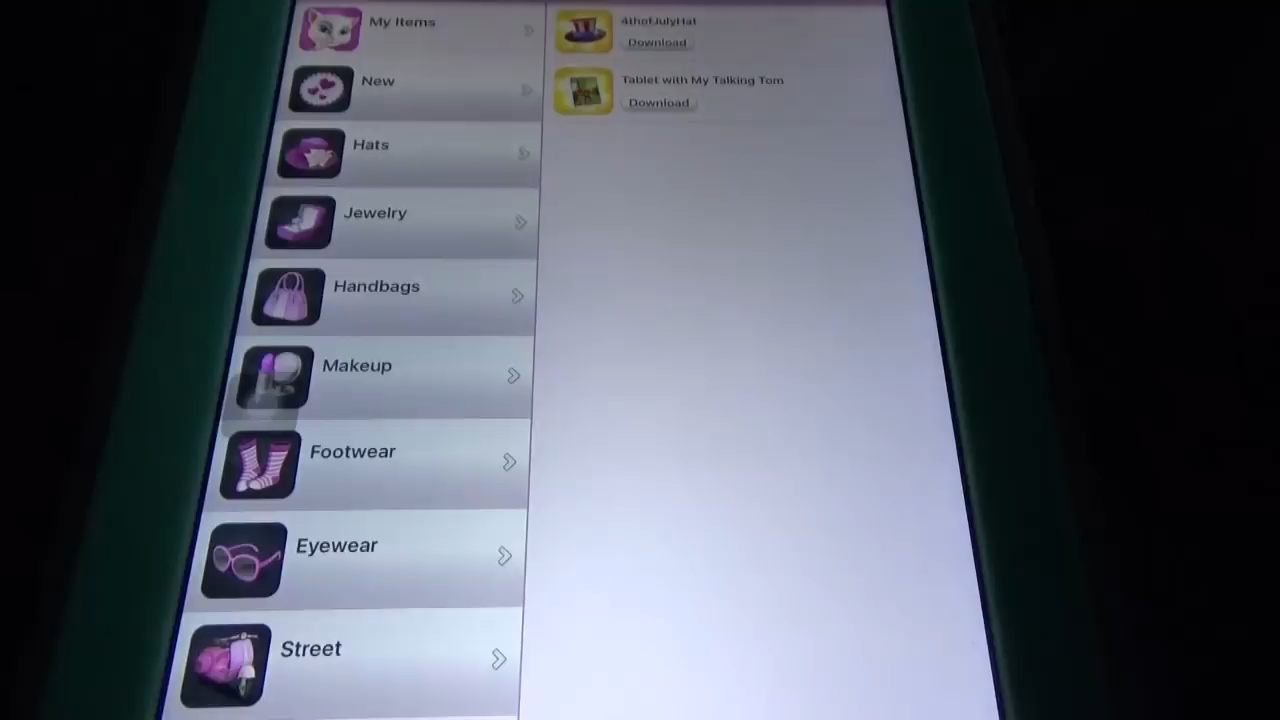 My Items
New
Hats
Jewelry
Handbags
Makeup
Footwear
Eyewear
Street
4thofJulyHat
Download
Tablet with My Talking Tom
Download